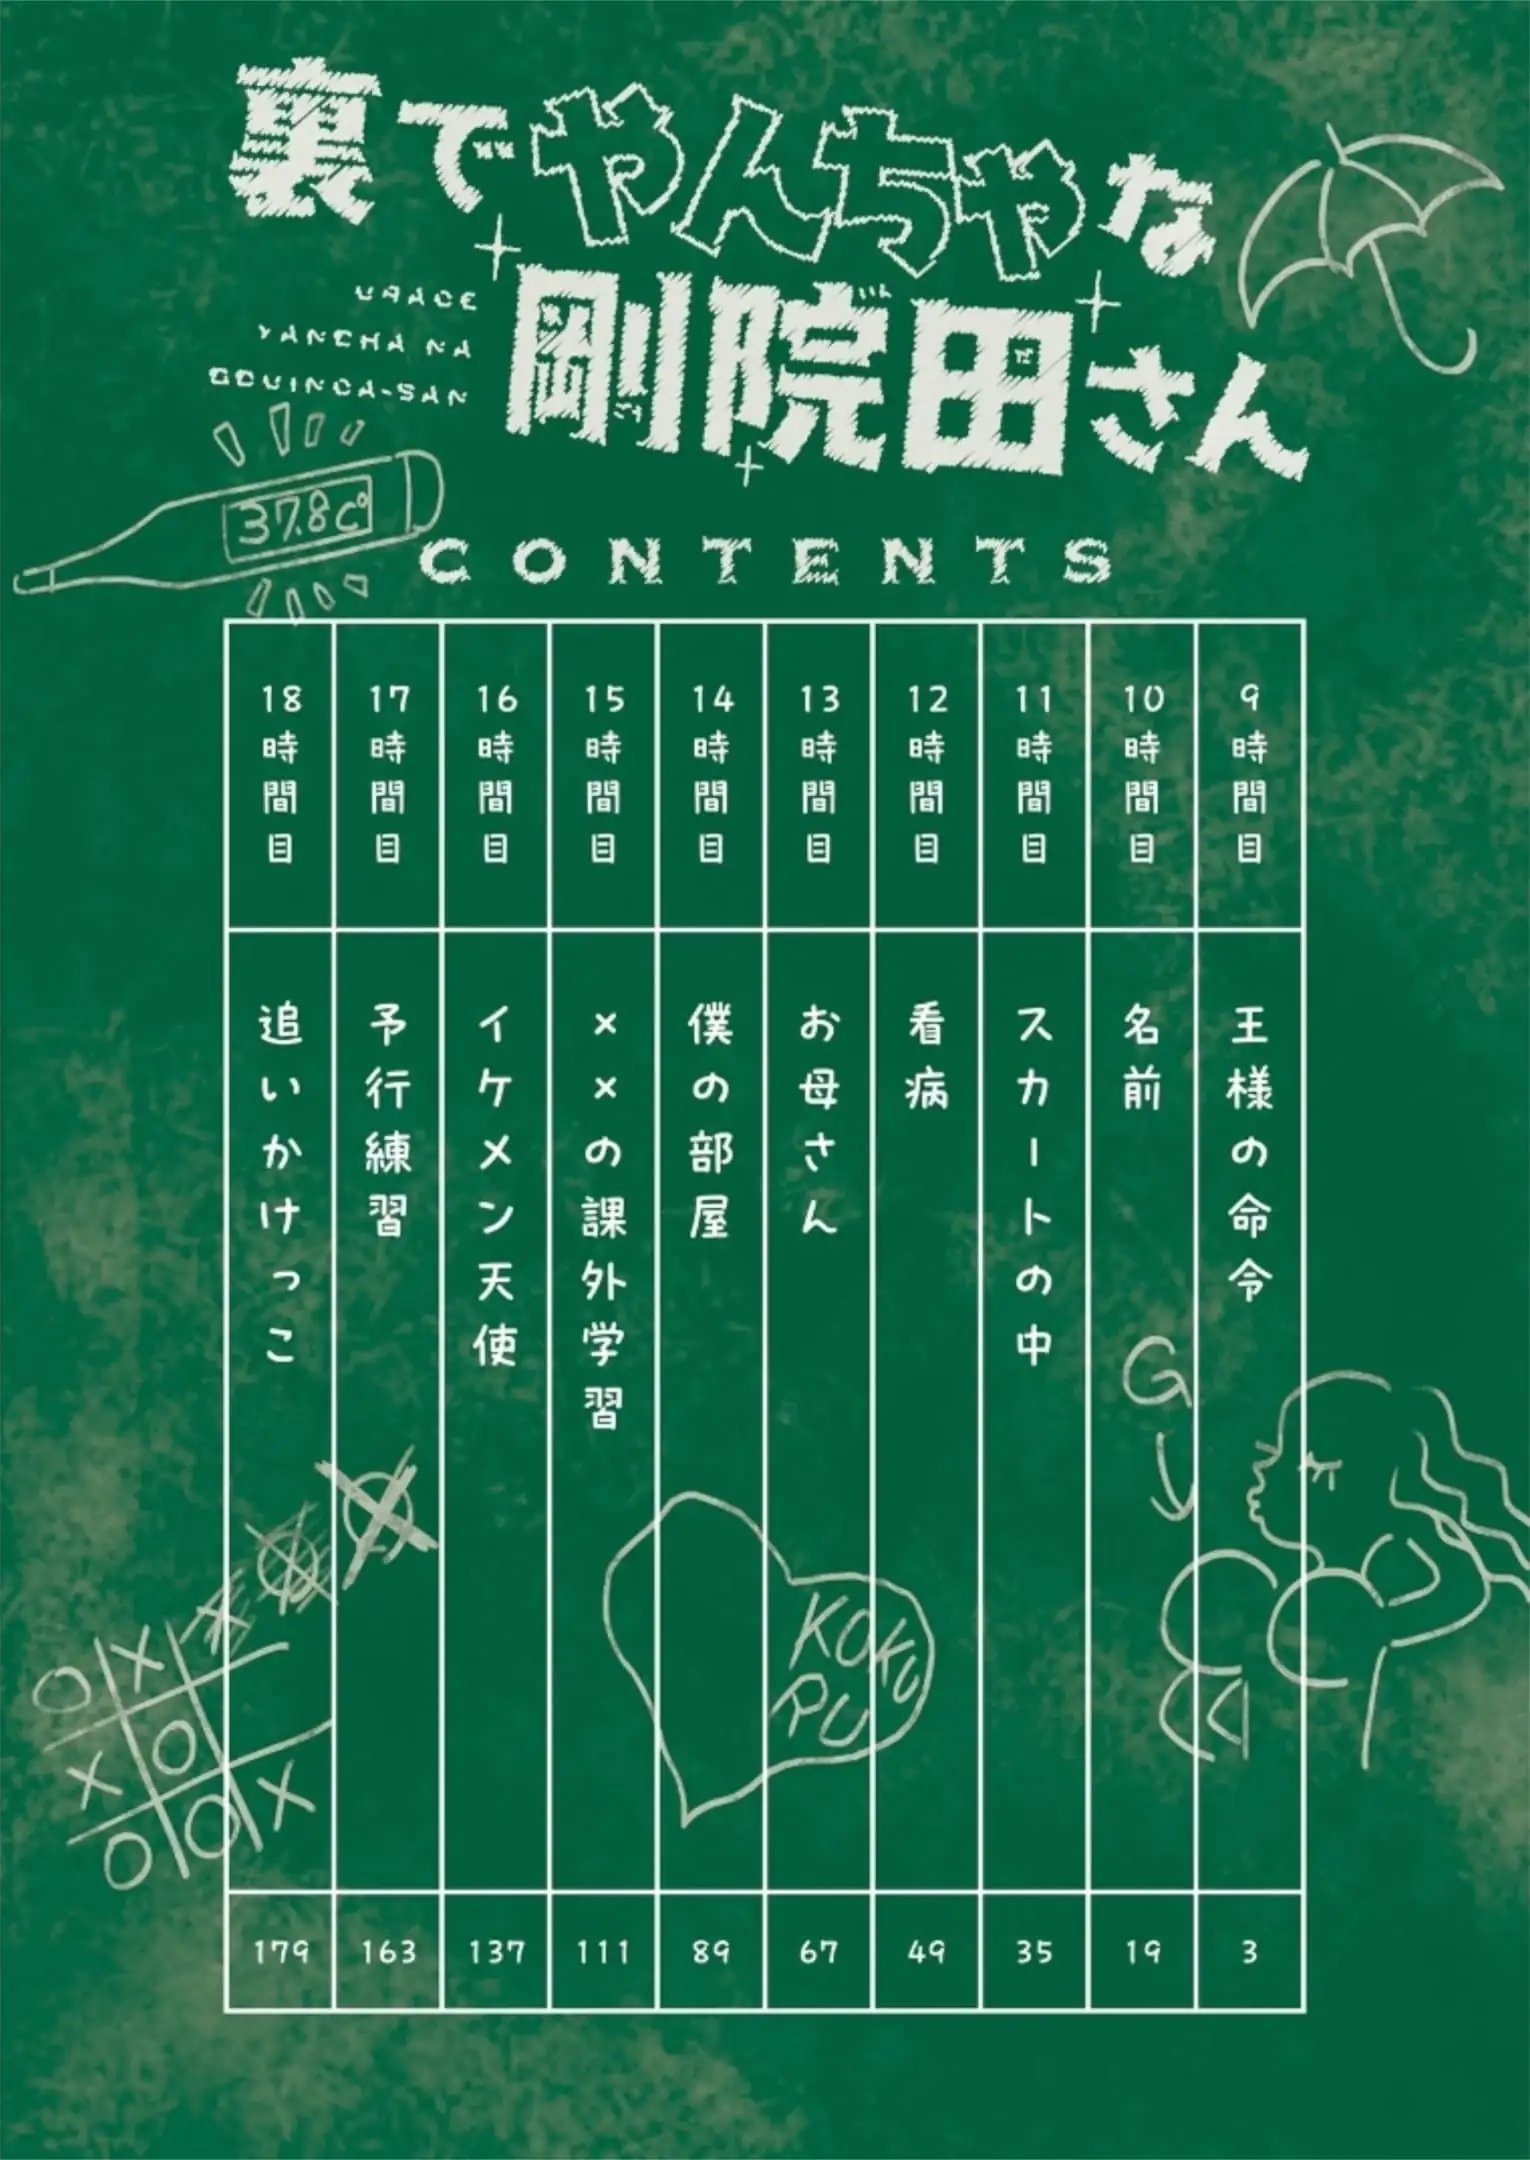 裏でやんちゃな
剛院田さん
ごういんだ
URADE
YANCHA NA
GOUINDA-SAN
37.8C°
CONTENTS
9時間目 王様の命令 3
10時間目 名前 19
11時間目 スカートの中 35
12時間目 看病 49
13時間目 お母さん 67
14時間目 僕の部屋 89
15時間目 ××の課外学習 111
16時間目 イケメン天使 137
17時間目 予行練習 163
18時間目 追いかけっこ 179
G
KOKU
RU
O X X
X O
O O X